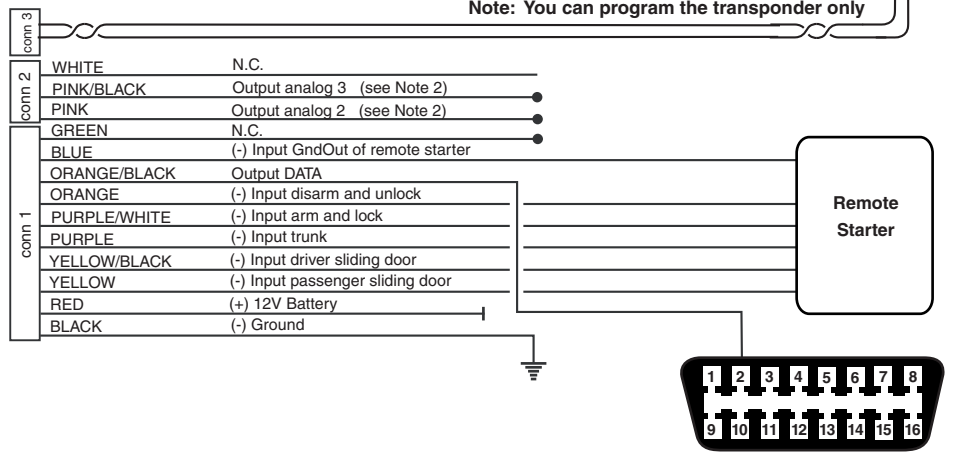 Note: You can program the transponder only
conn 3
conn 2
WHITE N.C.
PINK/BLACK Output analog 3 (see Note 2)
PINK Output analog 2 (see Note 2)
conn 1
GREEN N.C.
BLUE (-) Input GndOut of remote starter
ORANGE/BLACK Output DATA
ORANGE (-) Input disarm and unlock
PURPLE/WHITE (-) Input arm and lock
PURPLE (-) Input trunk
YELLOW/BLACK (-) Input driver sliding door
YELLOW (-) Input passenger sliding door
RED (+) 12V Battery
BLACK (-) Ground
Remote
Starter
1 2 3 4 5 6 7 8
9 10 11 12 13 14 15 16